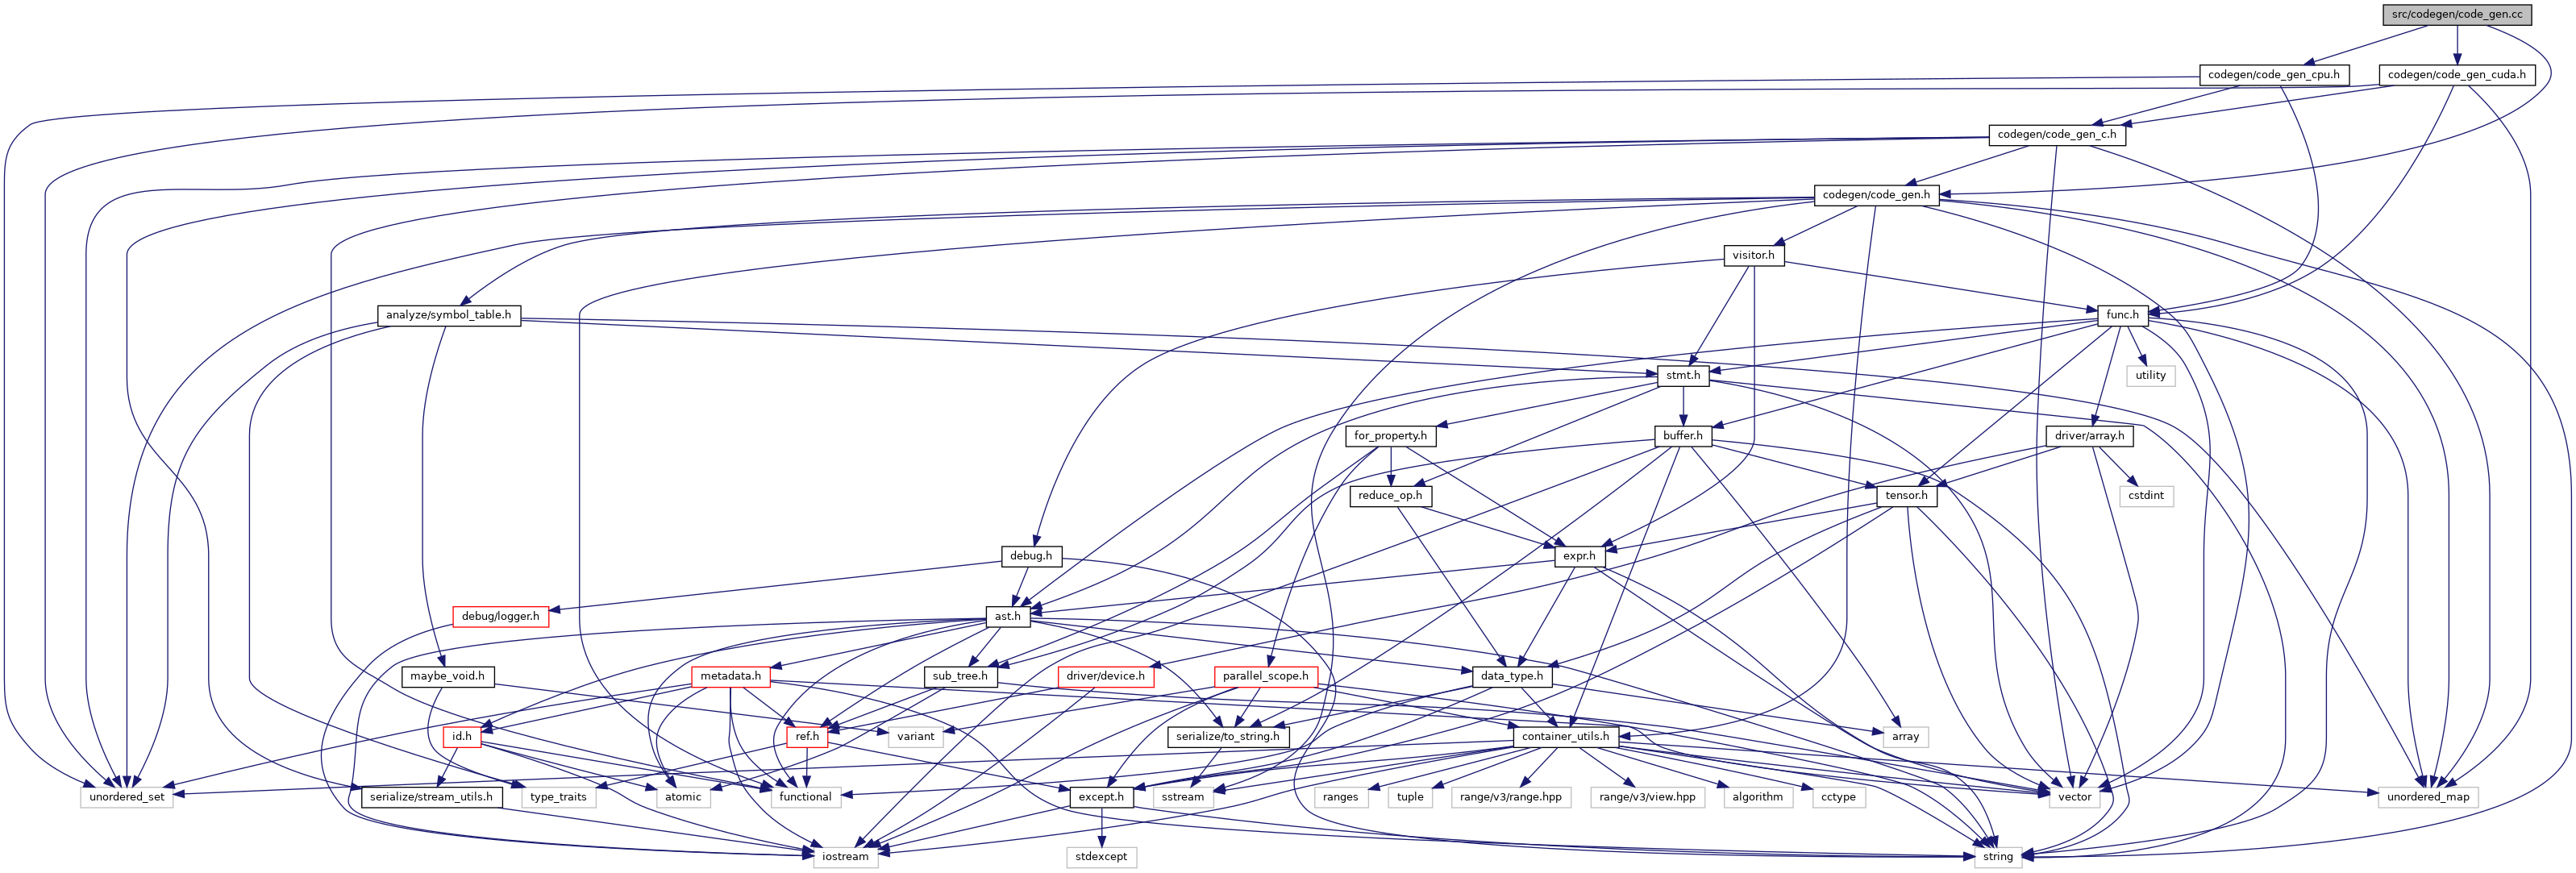 src/codegen/code_gen.cc
codegen/code_gen_cpu.h
codegen/code_gen_cuda.h
codegen/code_gen_c.h
codegen/code_gen.h
visitor.h
analyze/symbol_table.h
func.h
stmt.h
utility
for_property.h
buffer.h
driver/array.h
reduce_op.h
tensor.h
cstdint
debug.h
expr.h
debug/logger.h
ast.h
maybe_void.h
metadata.h
sub_tree.h
driver/device.h
parallel_scope.h
data_type.h
id.h
ref.h
variant
serialize/to_string.h
container_utils.h
array
unordered_set
serialize/stream_utils.h
type_traits
atomic
functional
except.h
sstream
ranges
tuple
range/v3/range.hpp
range/v3/view.hpp
algorithm
cctype
vector
unordered_map
iostream
stdexcept
string